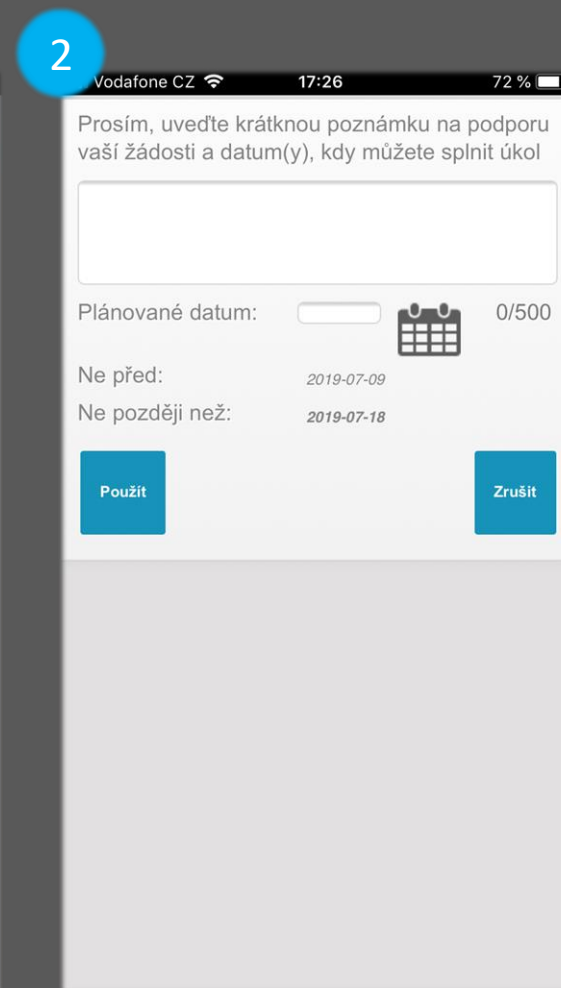 2
Vodafone CZ 17:26 72 %
Prosím, uveďte krátknou poznámku na podporu
vaší žádosti a datum(y), kdy můžete splnit úkol
Plánované datum: 0/500
Ne před: 2019-07-09
Ne později než: 2019-07-18
Použít Zrušit